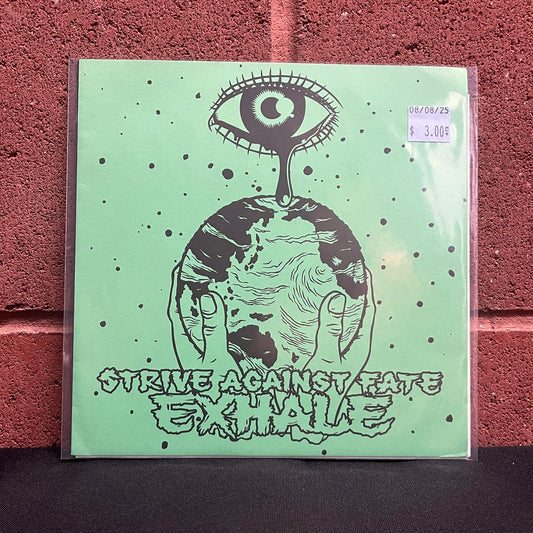 08/08/25
$ 3.00
STRIVE AGAINST FATE
EXHALE